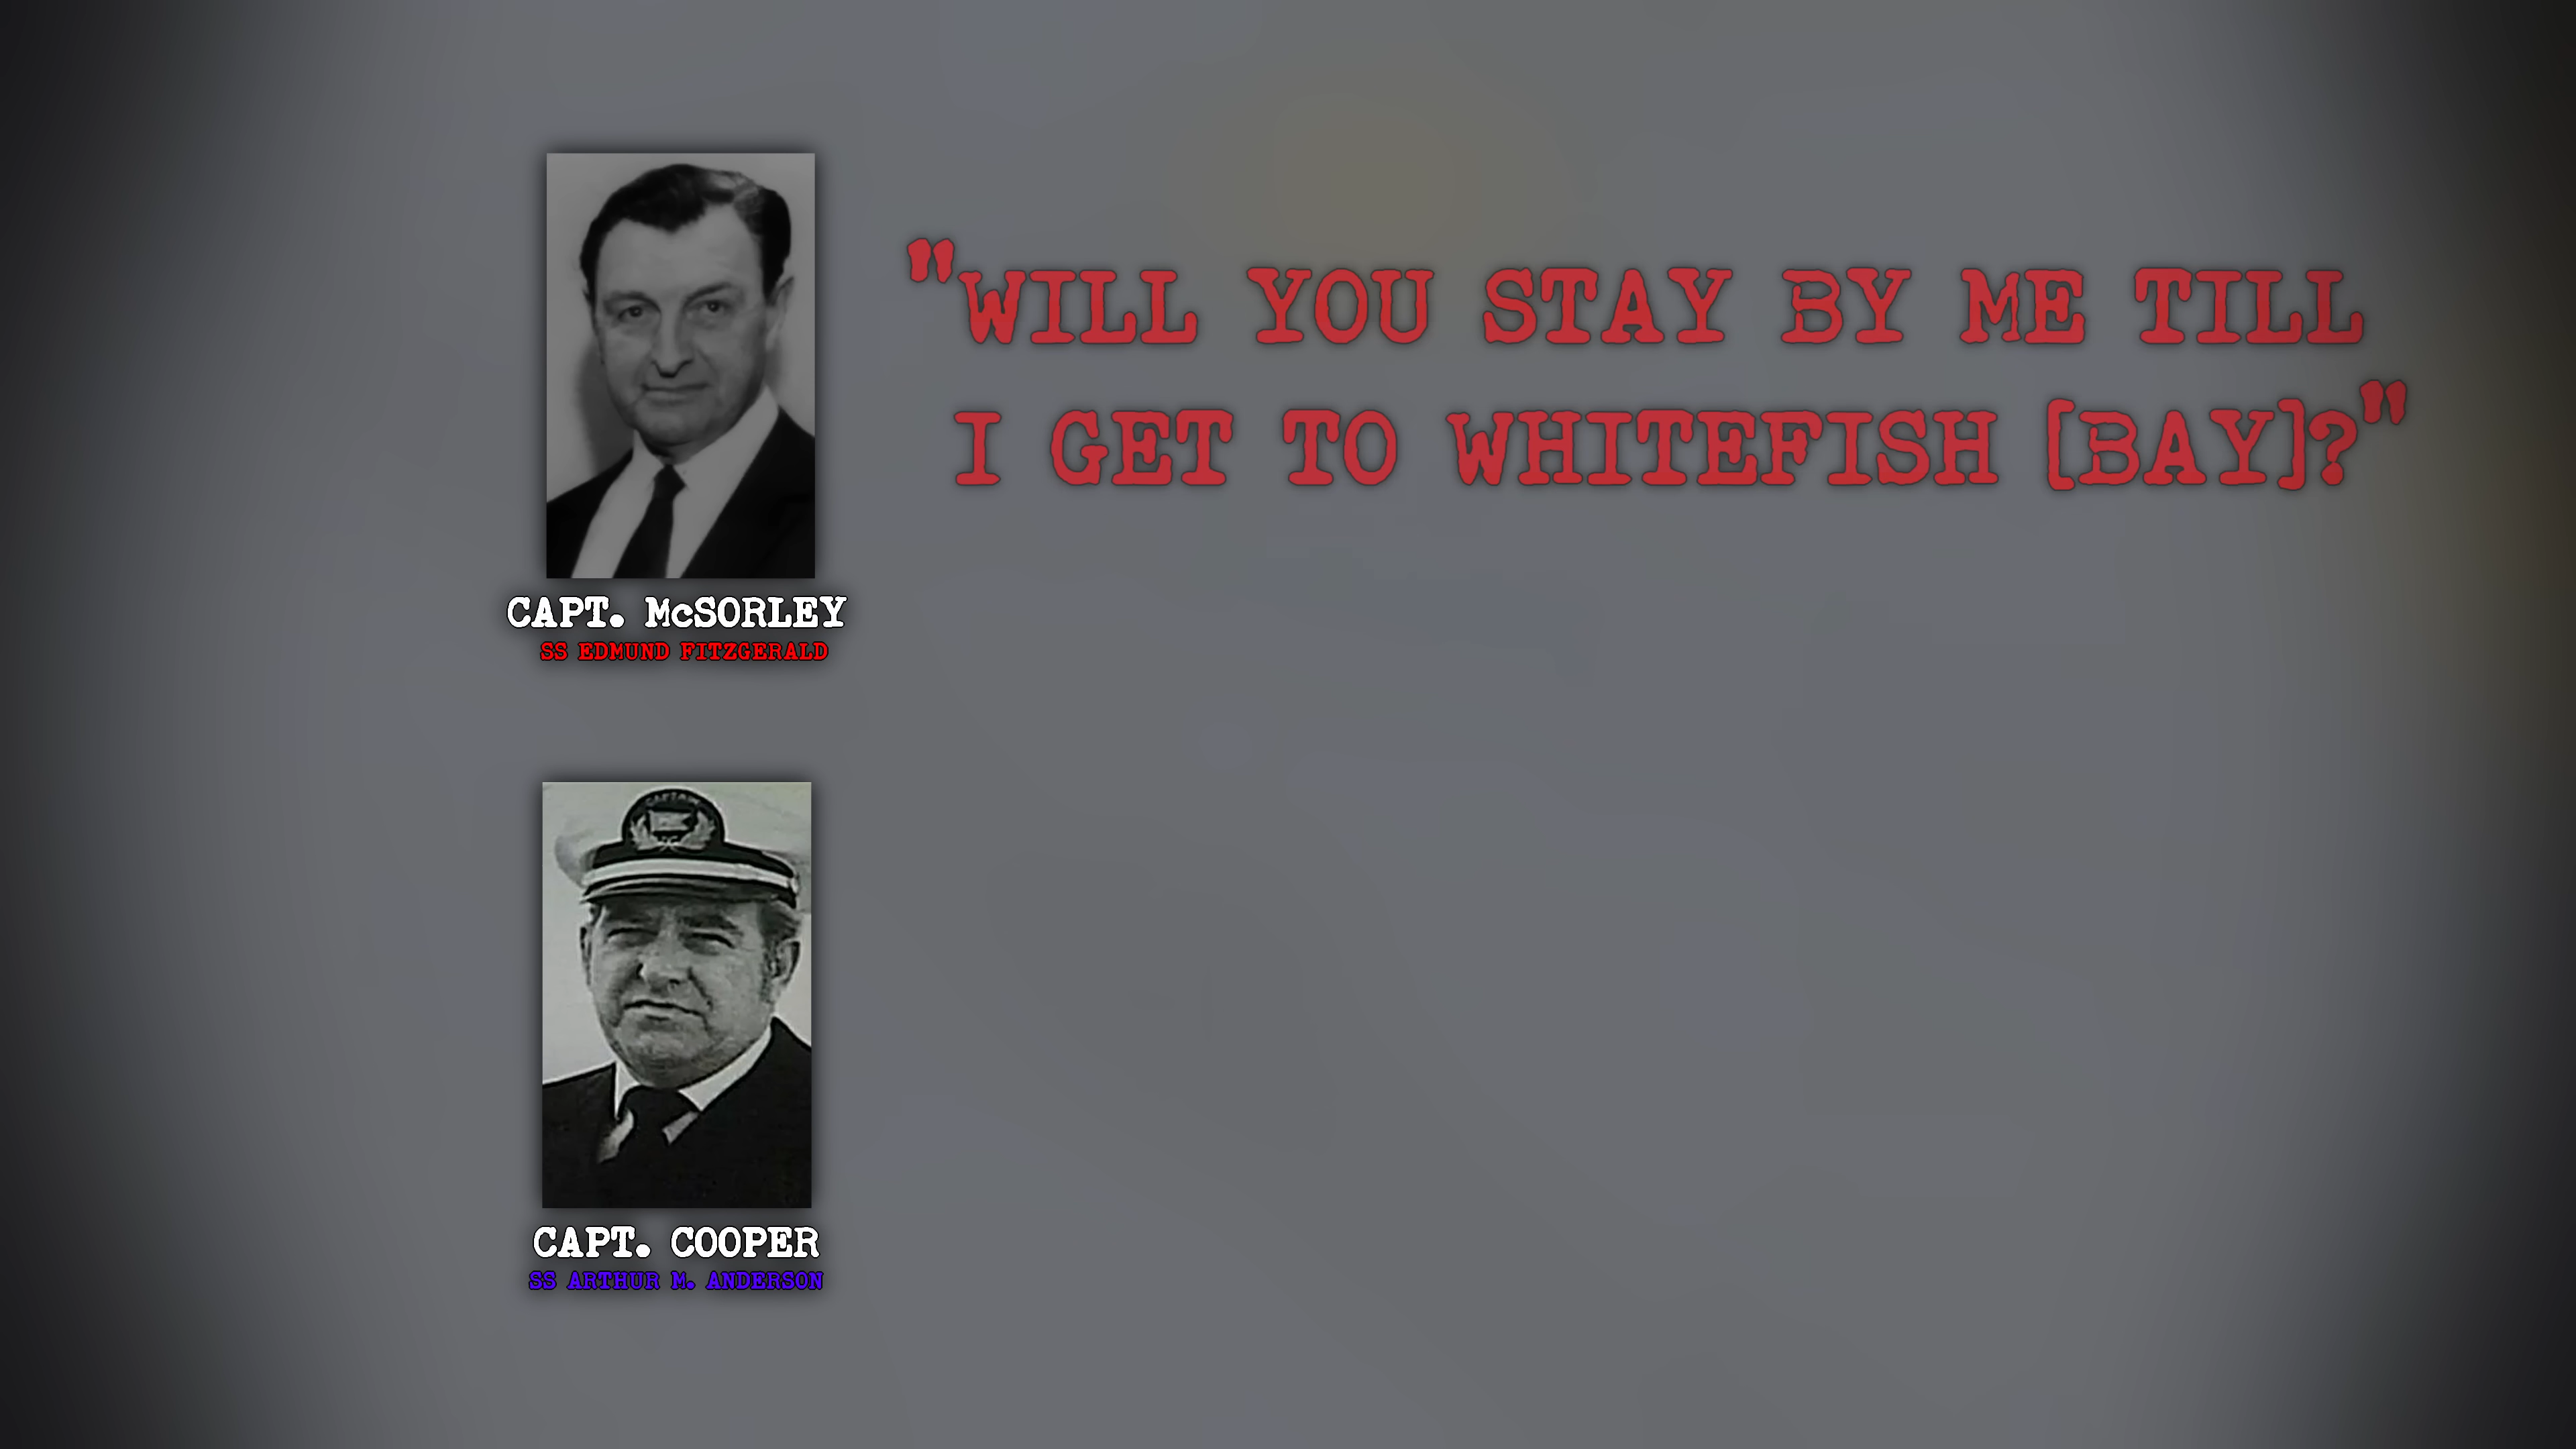 "WILL YOU STAY BY ME TILL
I GET TO WHITEFISH [BAY]?"
CAPT. McSORLEY
SS EDMUND FITZGERALD
CAPTAIN
CAPT. COOPER
SS ARTHUR M. ANDERSON